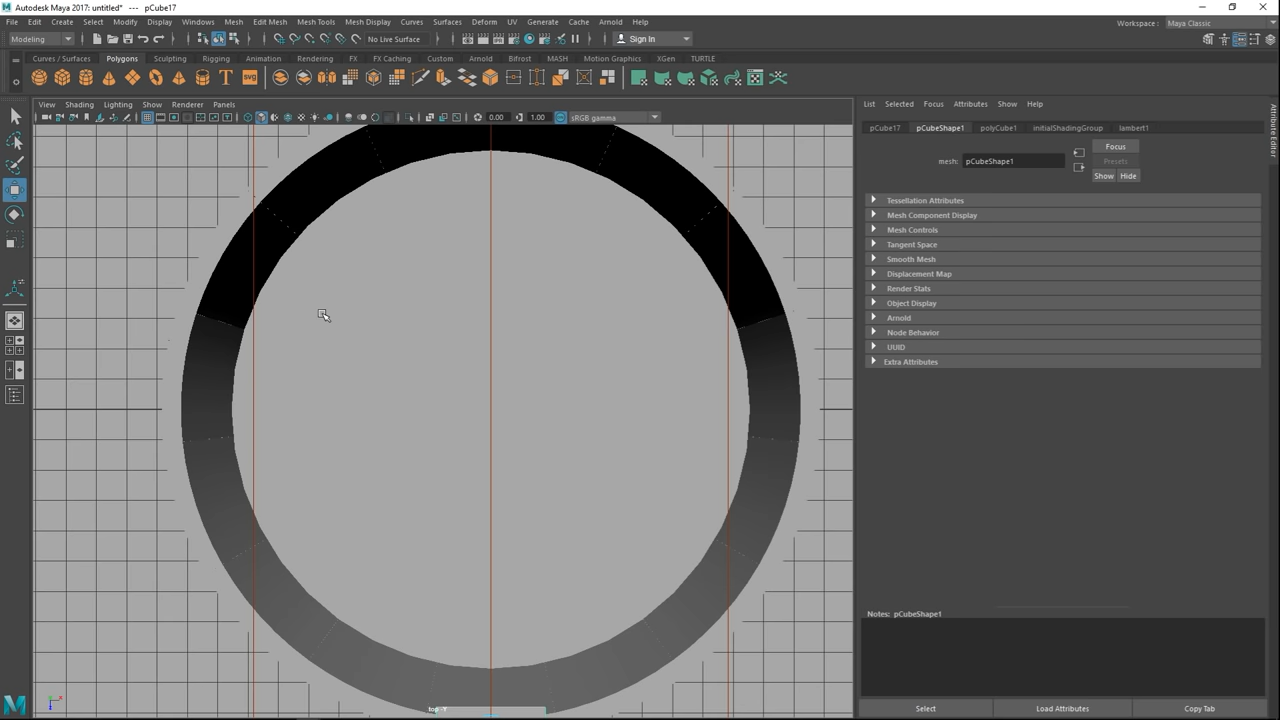 Autodesk Maya 2017: untitled* --- pCube17
File Edit Create Select Modify Display Windows Mesh Edit Mesh Mesh Tools Mesh Display Curves Surfaces Deform UV Generate Cache Arnold Help
Workspace : Maya Classic
Modeling No Live Surface Sign In
Curves / Surfaces Polygons Sculpting Rigging Animation Rendering FX FX Caching Custom Arnold Bifrost MASH Motion Graphics XGen TURTLE
View Shading Lighting Show Renderer Panels
0.00 1.00 sRGB gamma
List Selected Focus Attributes Show Help
pCube17 pCubeShape1 polyCube1 initialShadingGroup lambert1
Attribute Editor
Focus
mesh: pCubeShape1
Presets
Show Hide
Tessellation Attributes
Mesh Component Display
Mesh Controls
Tangent Space
Smooth Mesh
Displacement Map
Render Stats
Object Display
Arnold
Node Behavior
UUID
Extra Attributes
Notes: pCubeShape1
top -Y
Select Load Attributes Copy Tab